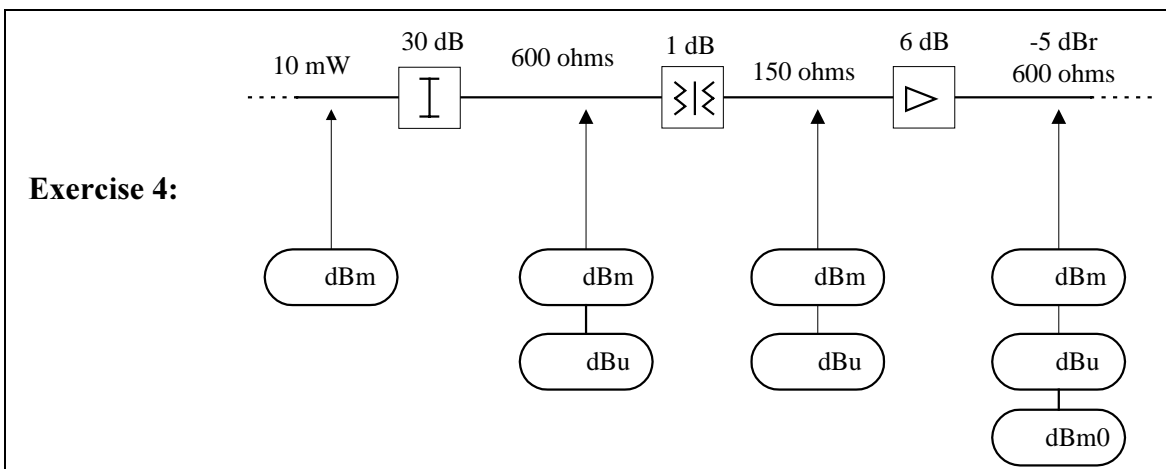 30 dB
1 dB
6 dB
-5 dBr
10 mW
600 ohms
150 ohms
600 ohms
Exercise 4:
dBm
dBm
dBm
dBm
dBu
dBu
dBu
dBm0